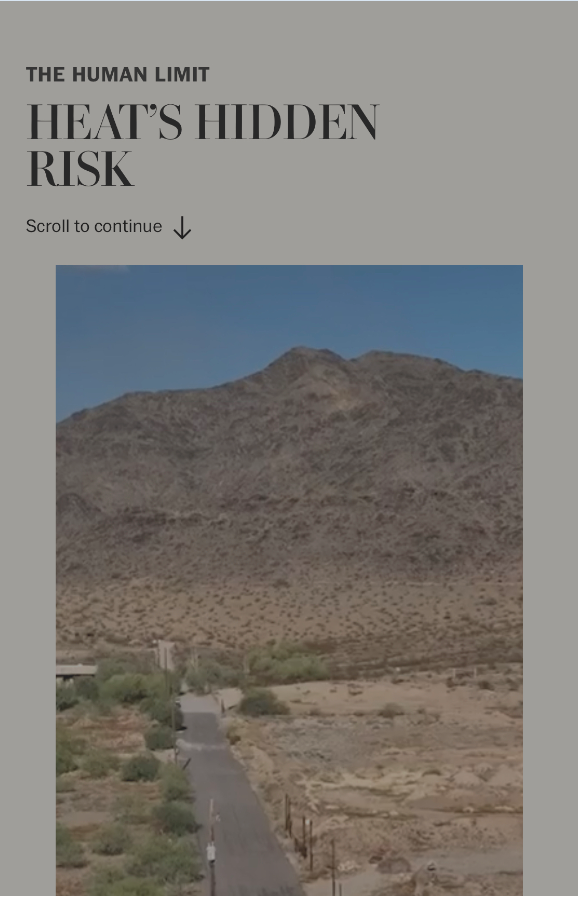 THE HUMAN LIMIT
HEAT’S HIDDEN
RISK
Scroll to continue ↓